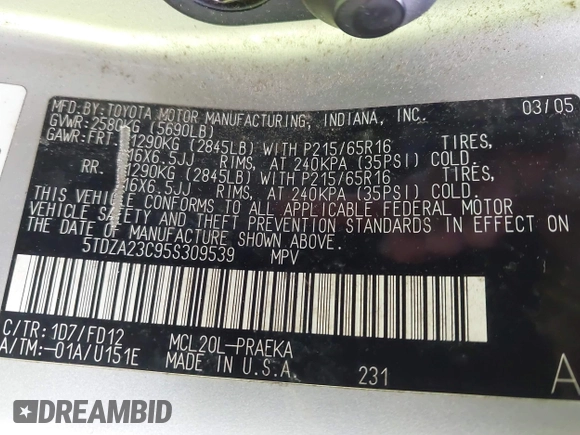 MFD.BY:TOYOTA MOTOR MANUFACTURING, INDIANA, INC. 03/05
GVWR:2580KG (5690LB)
GAWR:FRT. 1290KG (2845LB) WITH P215/65R16 TIRES,
16X6.5JJ RIMS, AT 240KPA (35PSI) COLD.
RR. 1290KG (2845LB) WITH P215/65R16 TIRES,
16X6.5JJ RIMS, AT 240KPA (35PSI) COLD.
THIS VEHICLE CONFORMS TO ALL APPLICABLE FEDERAL MOTOR
VEHICLE SAFETY AND THEFT PREVENTION STANDARDS IN EFFECT ON
THE DATE OF MANUFACTURE SHOWN ABOVE.
5TDZA23C95S309539 MPV
C/TR: 1D7/FD12 MCL20L-PRAEKA
A/TM:-01A/U151E MADE IN U.S.A. 231 A
DREAMBID